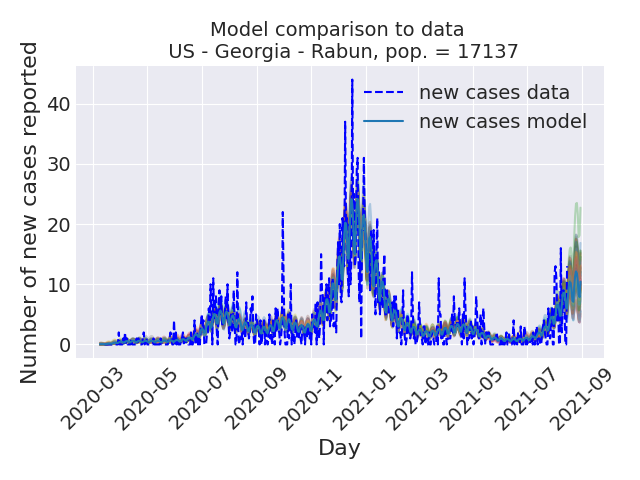 Model comparison to data
US - Georgia - Rabun, pop. = 17137
new cases data
new cases model
Number of new cases reported
40
30
20
10
0
2020-03
2020-05
2020-07
2020-09
2020-11
2021-01
2021-03
2021-05
2021-07
2021-09
Day